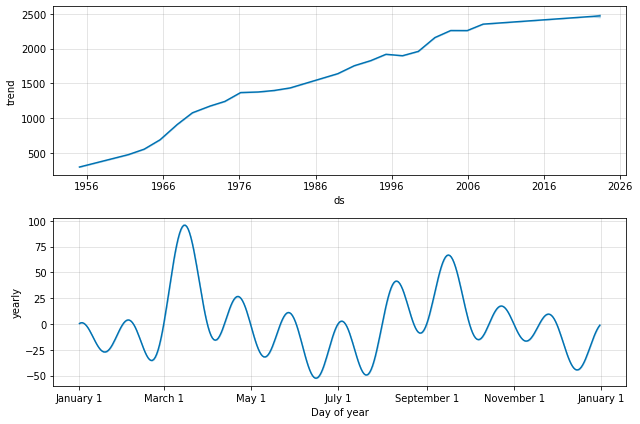 2500
2000
1500
1000
500
trend
1956
1966
1976
1986
1996
2006
2016
2026
ds
100
75
50
25
0
−25
−50
yearly
January 1
March 1
May 1
July 1
September 1
November 1
January 1
Day of year